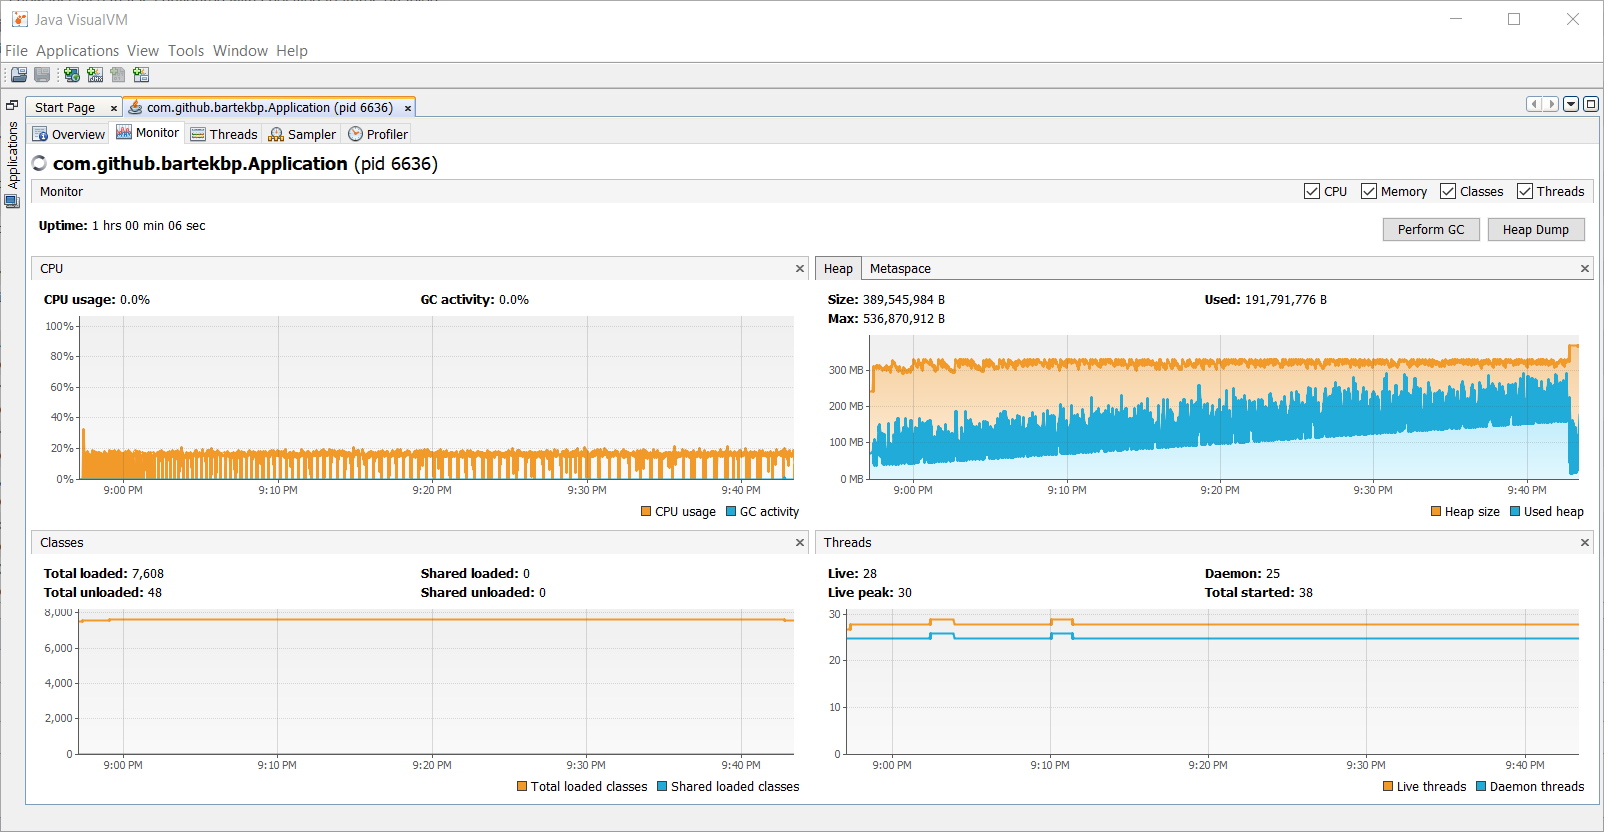 Java VisualVM
File Applications View Tools Window Help
Start Page com.github.bartekbp.Application (pid 6636)
Applications
Overview Monitor Threads Sampler Profiler
com.github.bartekbp.Application (pid 6636)
Monitor CPU Memory Classes Threads
Uptime: 1 hrs 00 min 06 sec
Perform GC Heap Dump
CPU
CPU usage: 0.0% GC activity: 0.0%
100%
80%
60%
40%
20%
0%
9:00 PM 9:10 PM 9:20 PM 9:30 PM 9:40 PM
CPU usage GC activity
Heap Metaspace
Size: 389,545,984 B Used: 191,791,776 B
Max: 536,870,912 B
300 MB
200 MB
100 MB
0 MB
9:00 PM 9:10 PM 9:20 PM 9:30 PM 9:40 PM
Heap size Used heap
Classes
Total loaded: 7,608 Shared loaded: 0
Total unloaded: 48 Shared unloaded: 0
8,000
6,000
4,000
2,000
0
9:00 PM 9:10 PM 9:20 PM 9:30 PM 9:40 PM
Total loaded classes Shared loaded classes
Threads
Live: 28 Daemon: 25
Live peak: 30 Total started: 38
30
20
10
0
9:00 PM 9:10 PM 9:20 PM 9:30 PM 9:40 PM
Live threads Daemon threads